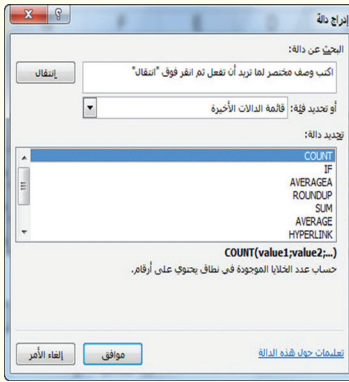 إدراج دالة
البحث عن دالة:
اكتب وصف مختصر لما تريد أن تفعل ثم انقر فوق "انتقال"
انتقال
أو تحديد فئة: قائمة الدالات الأخيرة
تحديد دالة:
COUNT
IF
AVERAGEA
ROUNDUP
SUM
AVERAGE
HYPERLINK
COUNT(value1;value2;...)
حساب عدد الخلايا الموجودة في نطاق يحتوي على أرقام.
تعليمات حول هذه الدالة
موافق
إلغاء الأمر